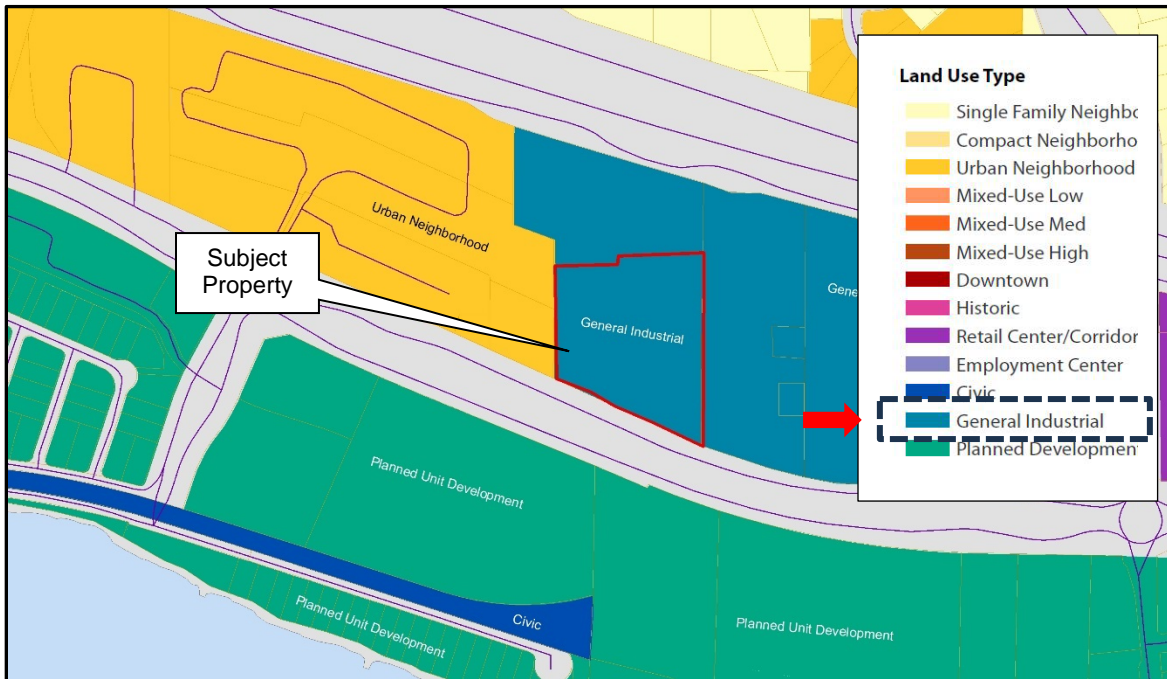 Land Use Type
Single Family Neighbo
Compact Neighborho
Urban Neighborhood
Mixed-Use Low
Mixed-Use Med
Mixed-Use High
Downtown
Historic
Retail Center/Corridor
Employment Center
Civic
General Industrial
Planned Development
Urban Neighborhood
Subject
Property
General Industrial
Gene
Planned Unit Development
Civic
Planned Unit Development
Planned Unit Development